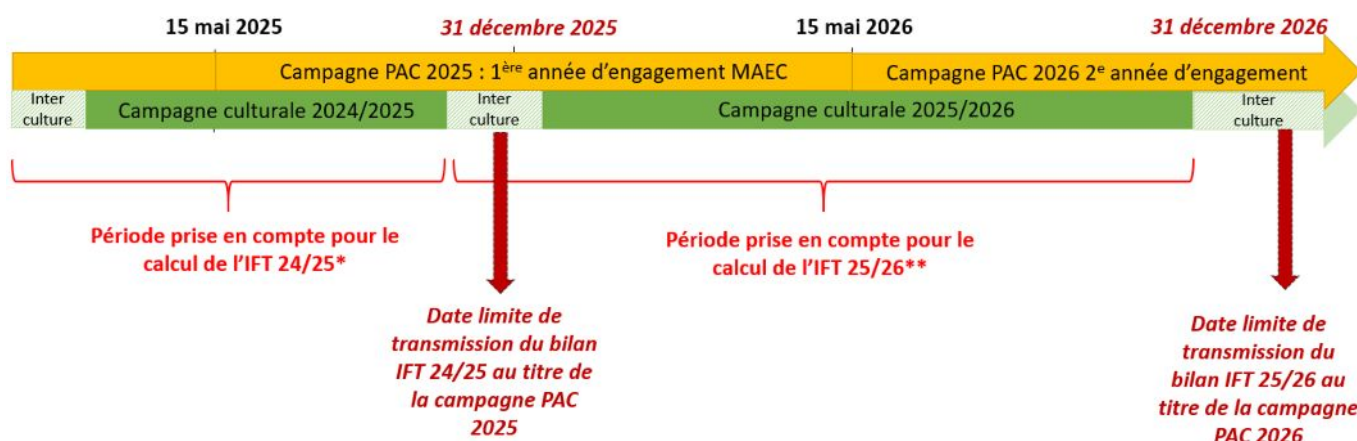 15 mai 2025
31 décembre 2025
15 mai 2026
31 décembre 2026
Campagne PAC 2025 : 1ère année d'engagement MAEC
Campagne PAC 2026 2e année d'engagement
Inter
culture
Campagne culturale 2024/2025
Inter
culture
Campagne culturale 2025/2026
Inter
culture
Période prise en compte pour le
calcul de l'IFT 24/25*
Période prise en compte pour le
calcul de l'IFT 25/26**
Date limite de
transmission du bilan
IFT 24/25 au titre de
la campagne PAC
2025
Date limite de
transmission du
bilan IFT 25/26 au
titre de la campagne
PAC 2026